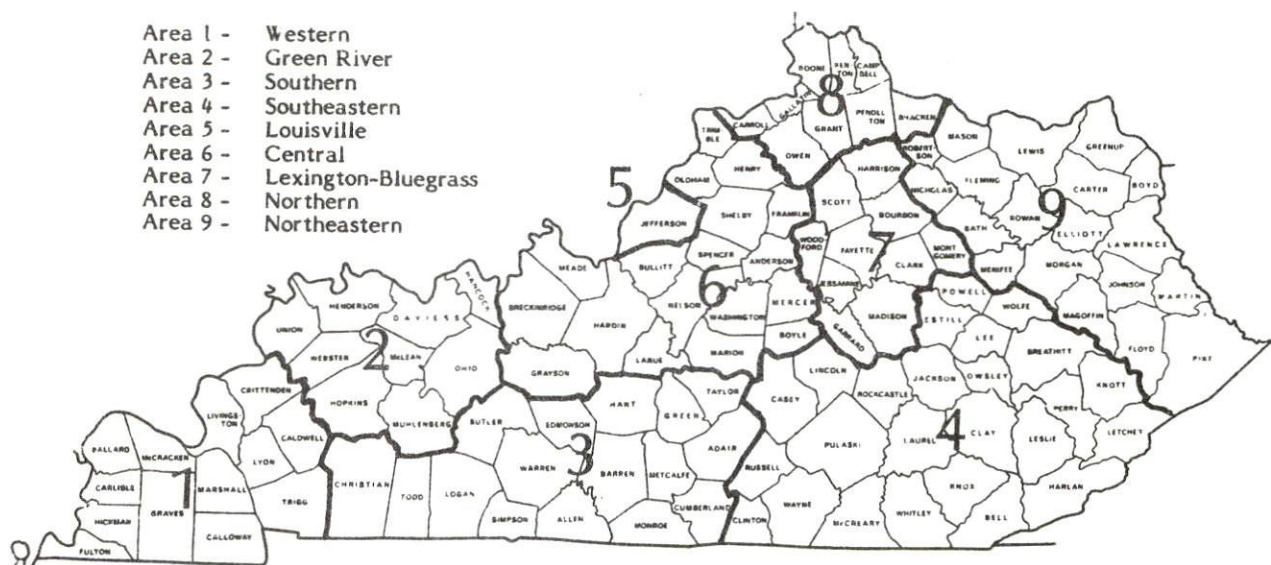 Area 1 - Western
Area 2 - Green River
Area 3 - Southern
Area 4 - Southeastern
Area 5 - Louisville
Area 6 - Central
Area 7 - Lexington-Bluegrass
Area 8 - Northern
Area 9 - Northeastern
BOONE
KEN-
TON
CAMP
BELL
8
GALLATIN
CARROLL
GRANT
PENDLE
TON
BRACKEN
TRIM
BLE
OWEN
MASON
LEWIS
GREENUP
HENRY
HARRISON
ROBERT-
SON
FLEMING
5
OLDHAM
NICHOLAS
CARTER
BOYD
JEFFERSON
SHELBY
FRANKLIN
SCOTT
BOURBON
ROWAN
9
ELLIOTT
BATH
WOOD
FORD
FAYETTE
7
CLARK
MONT
GOMERY
MENIFEE
MORGAN
LAWRENCE
MEADE
BULLITT
SPENCER
ANDERSON
JESSAMINE
JOHNSON
MARTIN
HANCOCK
HENDERSON
DAVIESS
BRECKINRIDGE
NELSON
6
MERCER
MADISON
POWELL
WOLFE
MAGOFFIN
UNION
HARDIN
WASHINGTON
BOYLE
GARRARD
ESTILL
LEE
FLOYD
PIKE
WEBSTER
2
McLEAN
OHIO
LARUE
MARION
BREATHITT
CRITTENDEN
GRAYSON
LINCOLN
JACKSON
OWSLEY
KNOTT
HOPKINS
HART
GREEN
TAYLOR
CASEY
ROCKCASTLE
LIVINGS-
TON
MUHLENBERG
BUTLER
EDMONSON
PERRY
4
CLAY
LESLIE
LETCHEY
BALLARD
McCRACKEN
CALDWELL
LYON
3
WARREN
BARREN
METCALFE
ADAIR
PULASKI
LAUREL
RUSSELL
CARLISLE
1
MARSHALL
CHRISTIAN
TODD
LOGAN
KNOX
HARLAN
GRAVES
TRIGG
CUMBERLAND
WAYNE
HICKMAN
SIMPSON
ALLEN
MONROE
CLINTON
McCREARY
WHITLEY
BELL
CALLOWAY
FULTON